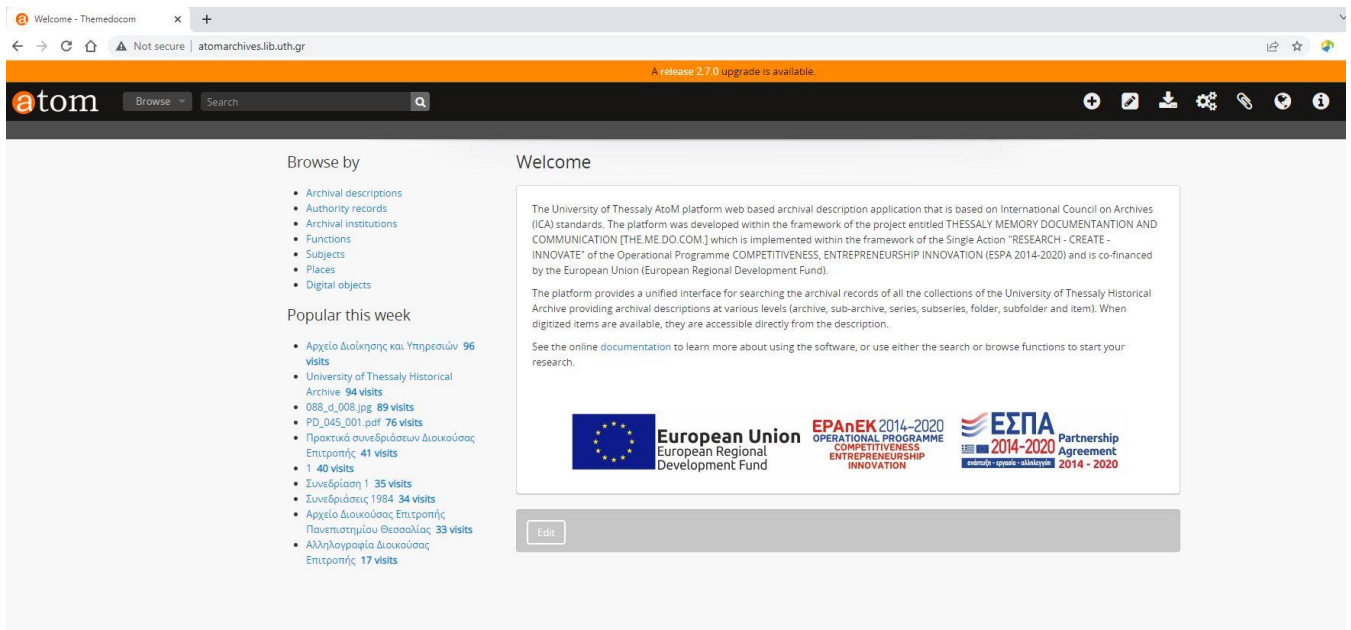 Welcome - Themedocom
Not secure | atomarchives.lib.uth.gr
A release 2.7.0 upgrade is available.
atom Browse Search
Browse by
Archival descriptions
Authority records
Archival institutions
Functions
Subjects
Places
Digital objects
Popular this week
Αρχείο Διοίκησης και Υπηρεσιών 96
visits
University of Thessaly Historical
Archive 94 visits
088_d_008.jpg 89 visits
PD_045_001.pdf 76 visits
Πρακτικά συνεδριάσεων Διοικούσας
Επιτροπής 41 visits
1 40 visits
Συνεδρίαση 1 35 visits
Συνεδριάσεις 1984 34 visits
Αρχείο Διοικούσας Επιτροπής
Πανεπιστημίου Θεσσαλίας 33 visits
Αλληλογραφία Διοικούσας
Επιτροπής 17 visits
Welcome
The University of Thessaly AtoM platform web based archival description application that is based on International Council on Archives
(ICA) standards. The platform was developed within the framework of the project entitled THESSALY MEMORY DOCUMENTANTION AND
COMMUNICATION [THE.ME.DO.COM.] which is implemented within the framework of the Single Action "RESEARCH - CREATE -
INNOVATE" of the Operational Programme COMPETITIVENESS, ENTREPRENEURSHIP INNOVATION (ESPA 2014-2020) and is co-financed
by the European Union (European Regional Development Fund).
The platform provides a unified interface for searching the archival records of all the collections of the University of Thessaly Historical
Archive providing archival descriptions at various levels (archive, sub-archive, series, subseries, folder, subfolder and item). When
digitized items are available, they are accessible directly from the description.
See the online documentation to learn more about using the software, or use either the search or browse functions to start your
research.
European Union
European Regional
Development Fund
EPAnEK 2014–2020
OPERATIONAL PROGRAMME
COMPETITIVENESS
ENTREPRENEURSHIP
INNOVATION
ΕΣΠΑ
2014-2020
ανάπτυξη - εργασία - αλληλεγγύη
Partnership
Agreement
2014 - 2020
Edit